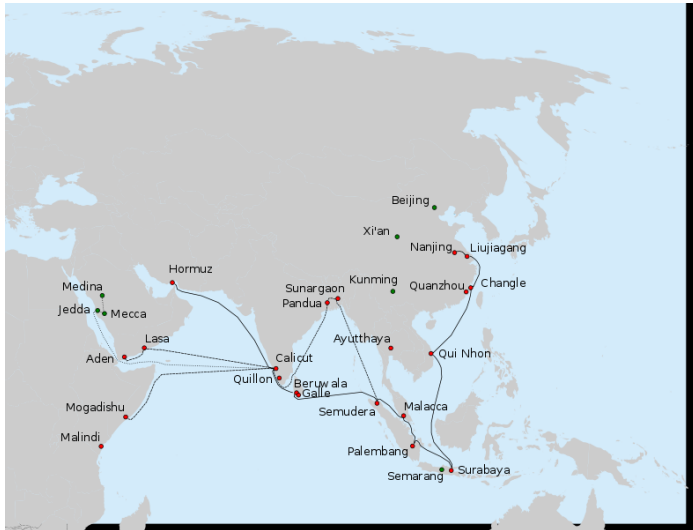 Beijing
Xi'an
Nanjing
Liujiagang
Hormuz
Medina
Sunargaon
Kunming
Quanzhou
Changle
Pandua
Jedda
Mecca
Lasa
Ayutthaya
Aden
Qui Nhon
Calicut
Quillon
Beruwala
Galle
Mogadishu
Semudera
Malacca
Malindi
Palembang
Surabaya
Semarang